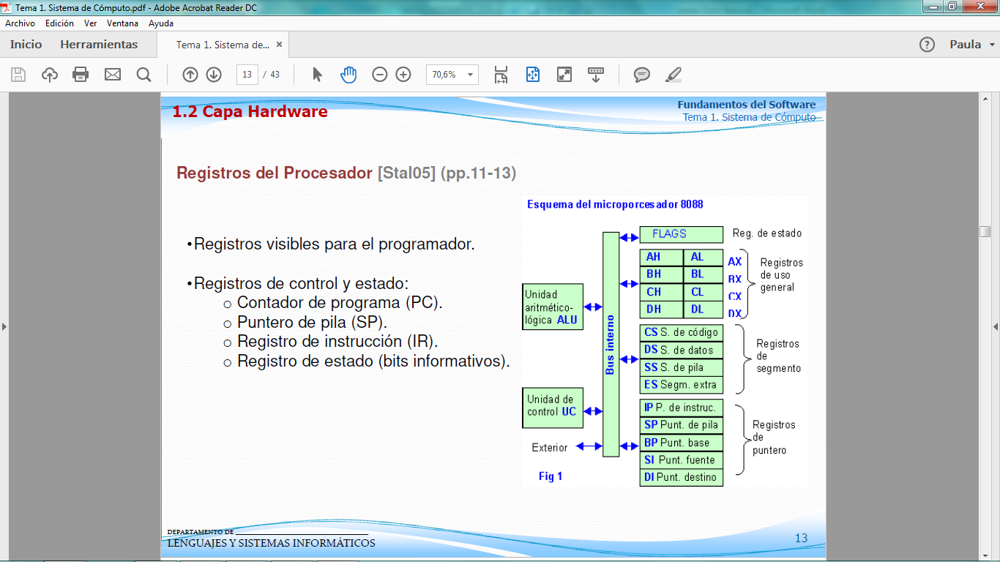 Tema 1. Sistema de Cómputo.pdf - Adobe Acrobat Reader DC
Archivo Edición Ver Ventana Ayuda
Inicio Herramientas Tema 1. Sistema de... × ? Paula
13 / 43 70,6%
1.2 Capa Hardware
Fundamentos del Software
Tema 1. Sistema de Cómputo
Registros del Procesador [Stal05] (pp.11-13)
•Registros visibles para el programador.
•Registros de control y estado:
o Contador de programa (PC).
o Puntero de pila (SP).
o Registro de instrucción (IR).
o Registro de estado (bits informativos).
Esquema del microporcesador 8088
FLAGS Reg. de estado
AH AL AX
BH BL BX
CH CL CX
DH DL DX
Registros
de uso
general
Unidad
aritmético-
lógica ALU
Bus interno
CS S. de código
DS S. de datos
SS S. de pila
ES Segm. extra
Registros
de
segmento
Unidad de
control UC
Exterior
IP P. de instruc.
SP Punt. de pila
BP Punt. base
SI Punt. fuente
DI Punt. destino
Registros
de
puntero
Fig 1
DEPARTAMENTO DE
LENGUAJES Y SISTEMAS INFORMÁTICOS
13